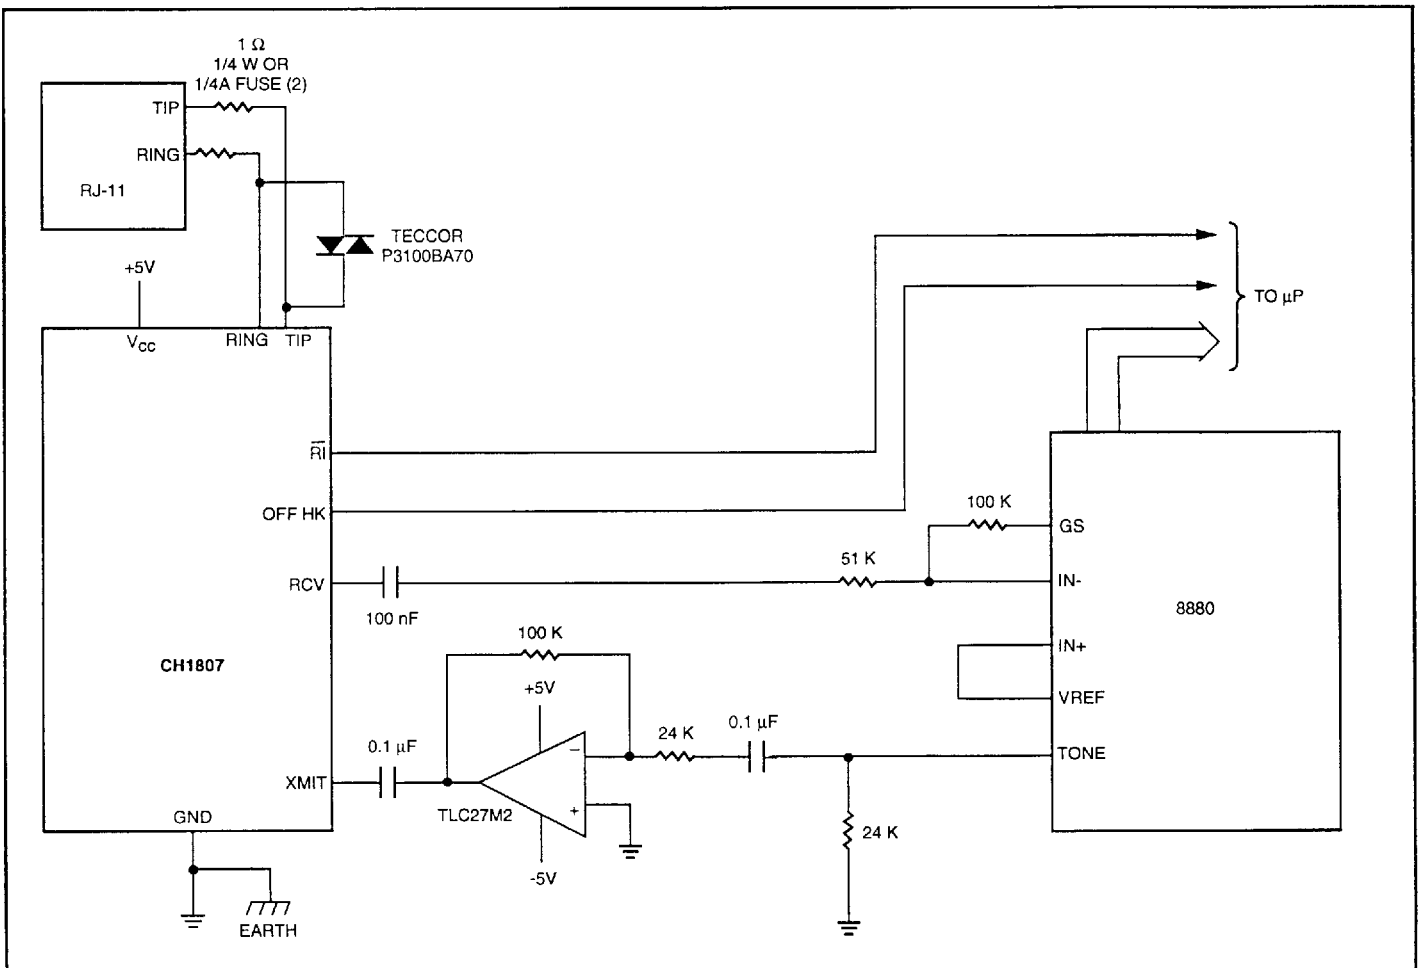 1 Ω
1/4 W OR
1/4A FUSE (2)
TIP
RING
RJ-11
TECCOR
P3100BA70
+5V
TO µP
VCC
RING
TIP
RI
OFF HK
100 K
GS
51 K
RCV
IN-
100 nF
8880
100 K
IN+
CH1807
+5V
VREF
0.1 µF
24 K
0.1 µF
−
TONE
XMIT
TLC27M2
+
GND
24 K
-5V
EARTH